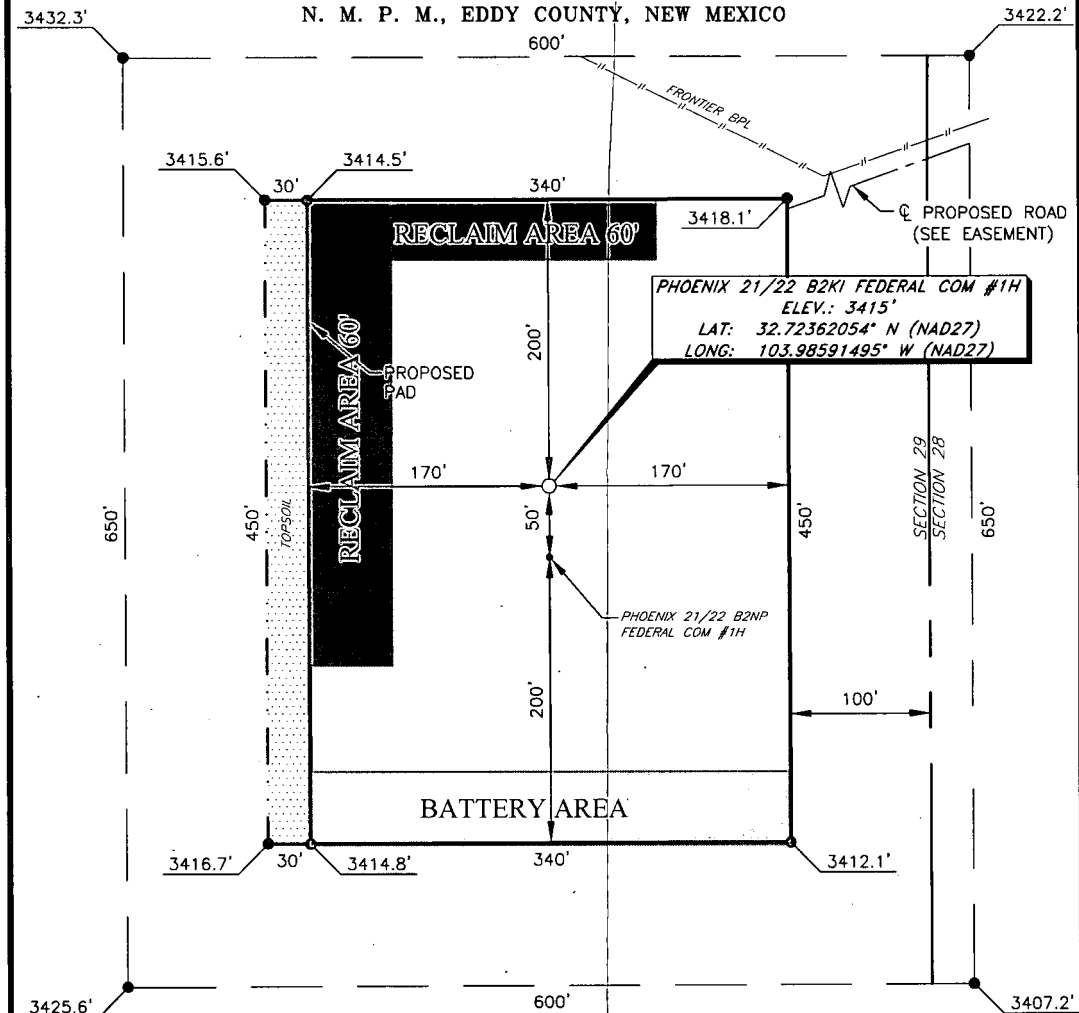 N. M. P. M., EDDY COUNTY, NEW MEXICO
3432.3'
3422.2'
600'
FRONTIER BPL
3415.6'
3414.5'
30'
340'
3418.1'
℄ PROPOSED ROAD
(SEE EASEMENT)
RECLAIM AREA 60'
PHOENIX 21/22 B2KI FEDERAL COM #1H
ELEV.: 3415'
LAT: 32.72362054° N (NAD27)
LONG: 103.98591495° W (NAD27)
200'
PROPOSED
PAD
RECLAIM AREA 60'
170'
170'
SECTION 29
SECTION 28
650'
450'
TOPSOIL
50'
450'
650'
PHOENIX 21/22 B2NP
FEDERAL COM #1H
200'
100'
BATTERY AREA
3416.7'
30'
3414.8'
340'
3412.1'
3425.6'
600'
3407.2'